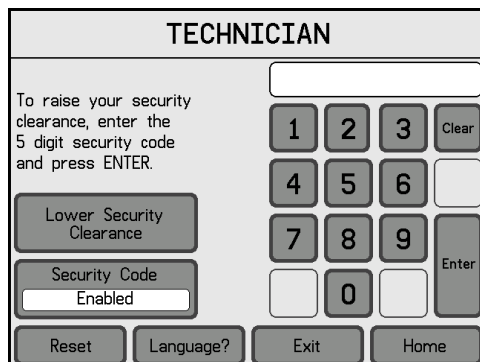 TECHNICIAN
To raise your security
clearance, enter the
5 digit security code
and press ENTER.
1 2 3 Clear
4 5 6
Lower Security
Clearance
7 8 9
Enter
Security Code
Enabled
0
Reset Language? Exit Home